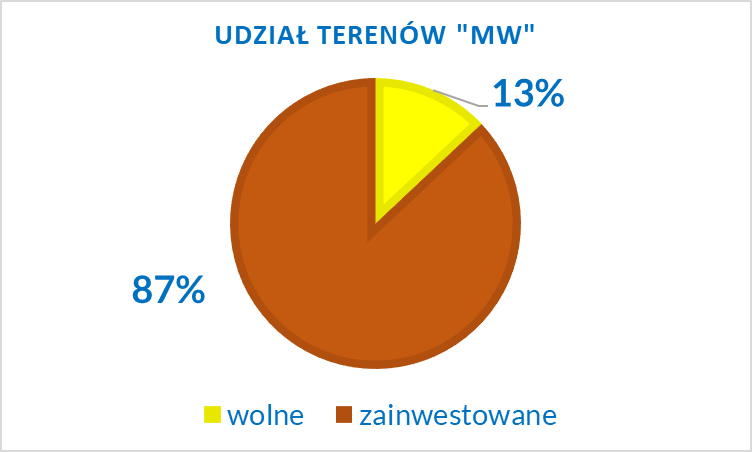 UDZIAŁ TERENÓW "MW"
13%
87%
wolne
zainwestowane